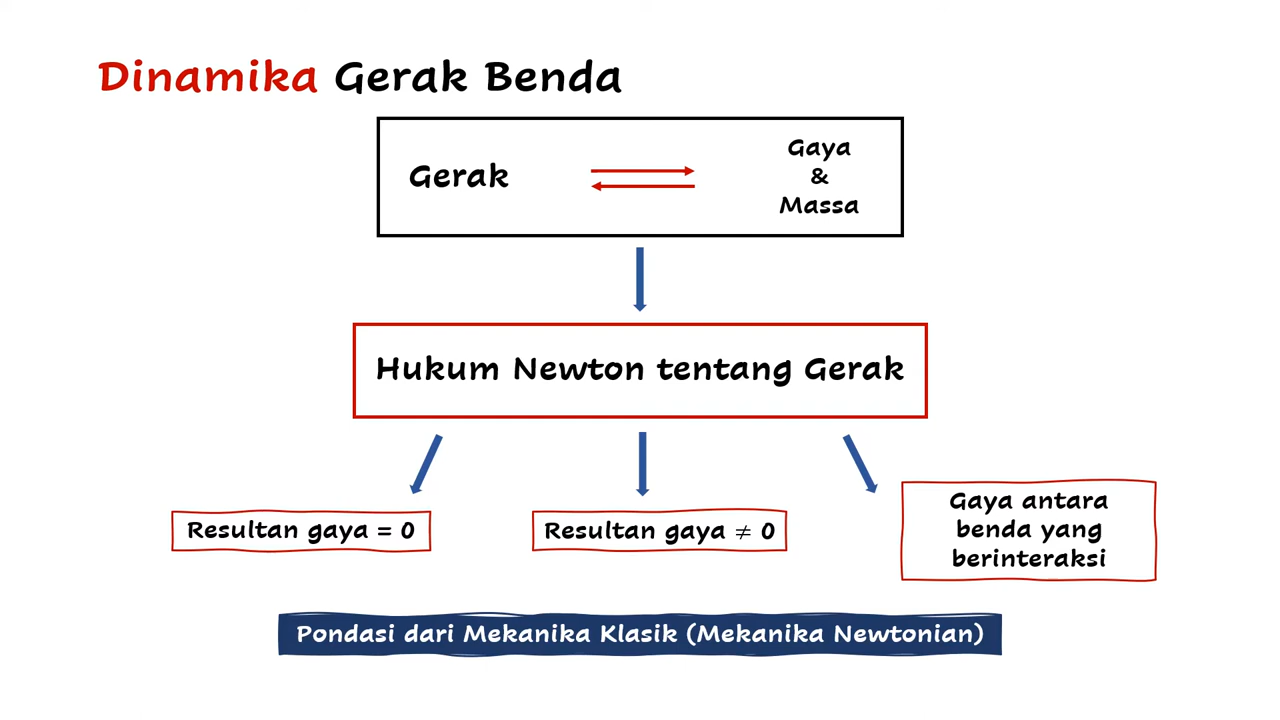 Dinamika Gerak Benda
Gerak
Gaya
&
Massa
Hukum Newton tentang Gerak
Resultan gaya = 0
Resultan gaya ≠ 0
Gaya antara
benda yang
berinteraksi
Pondasi dari Mekanika Klasik (Mekanika Newtonian)